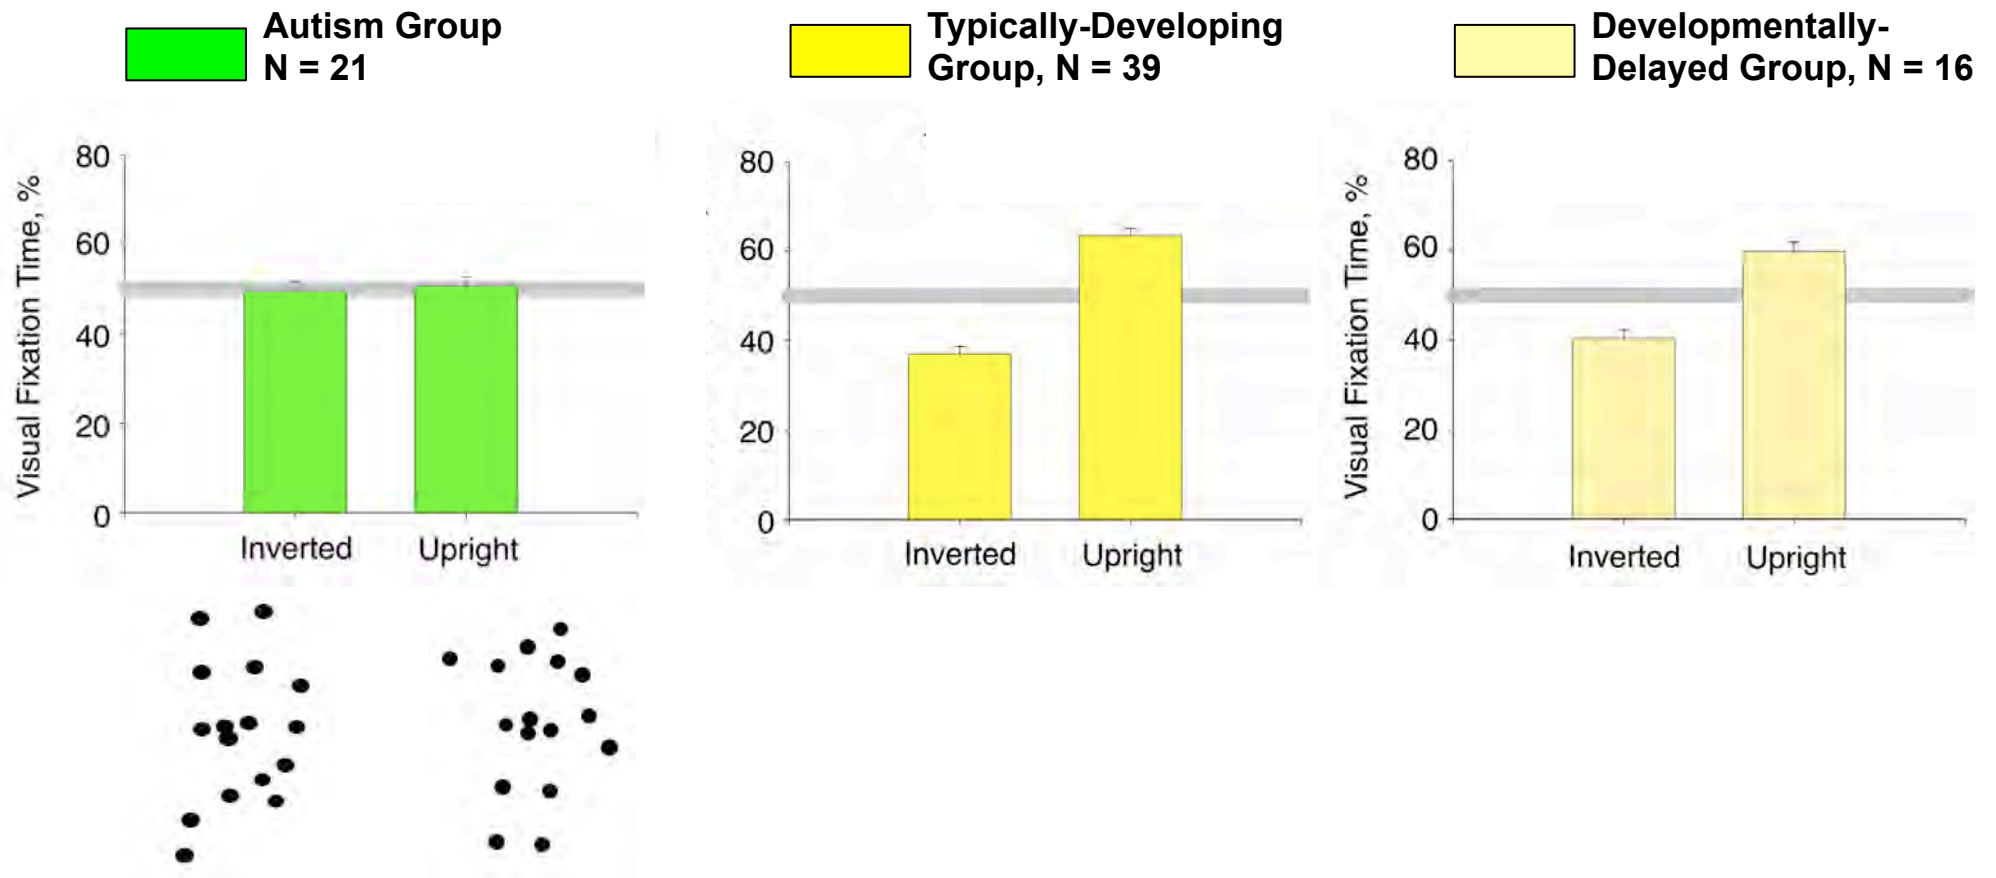 Autism Group
N = 21
Typically-Developing
Group, N = 39
Developmentally-
Delayed Group, N = 16
Visual Fixation Time, %
80
60
40
20
0
Inverted Upright
80
60
40
20
0
Inverted Upright
Visual Fixation Time, %
80
60
40
20
0
Inverted Upright